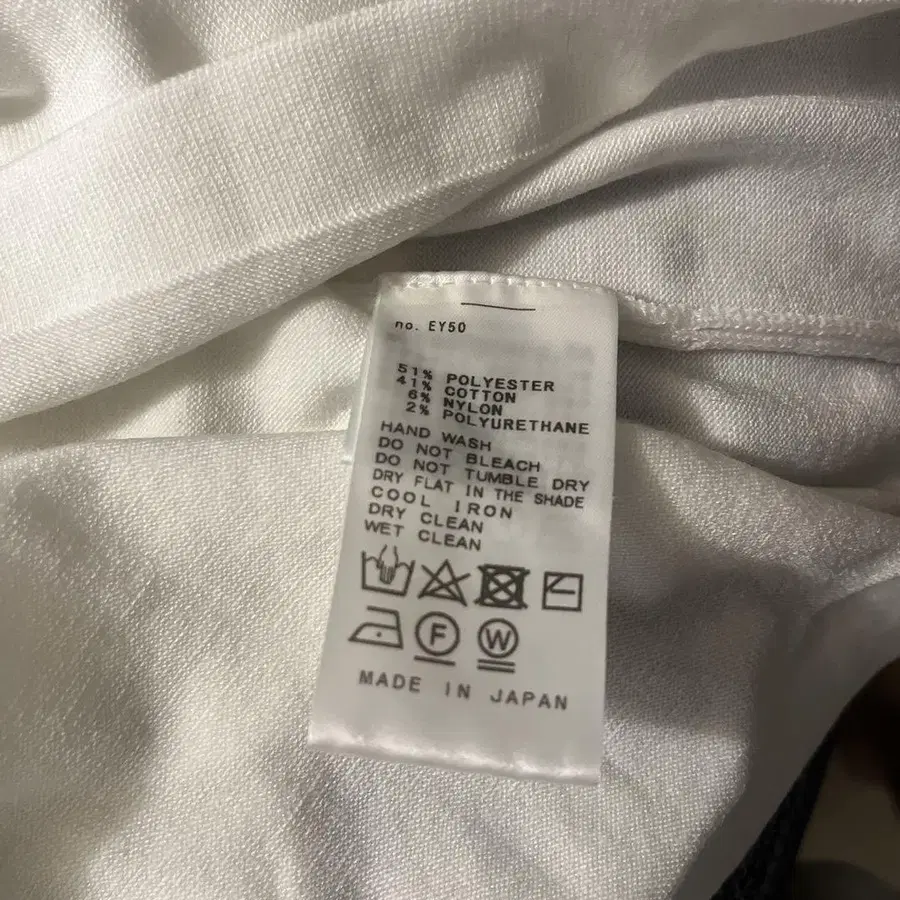 no. EY50
51% POLYESTER
41% COTTON
6% NYLON
2% POLYURETHANE
HAND WASH
DO NOT BLEACH
DO NOT TUMBLE DRY
DRY FLAT IN THE SHADE
COOL IRON
DRY CLEAN
WET CLEAN
F W
MADE IN JAPAN